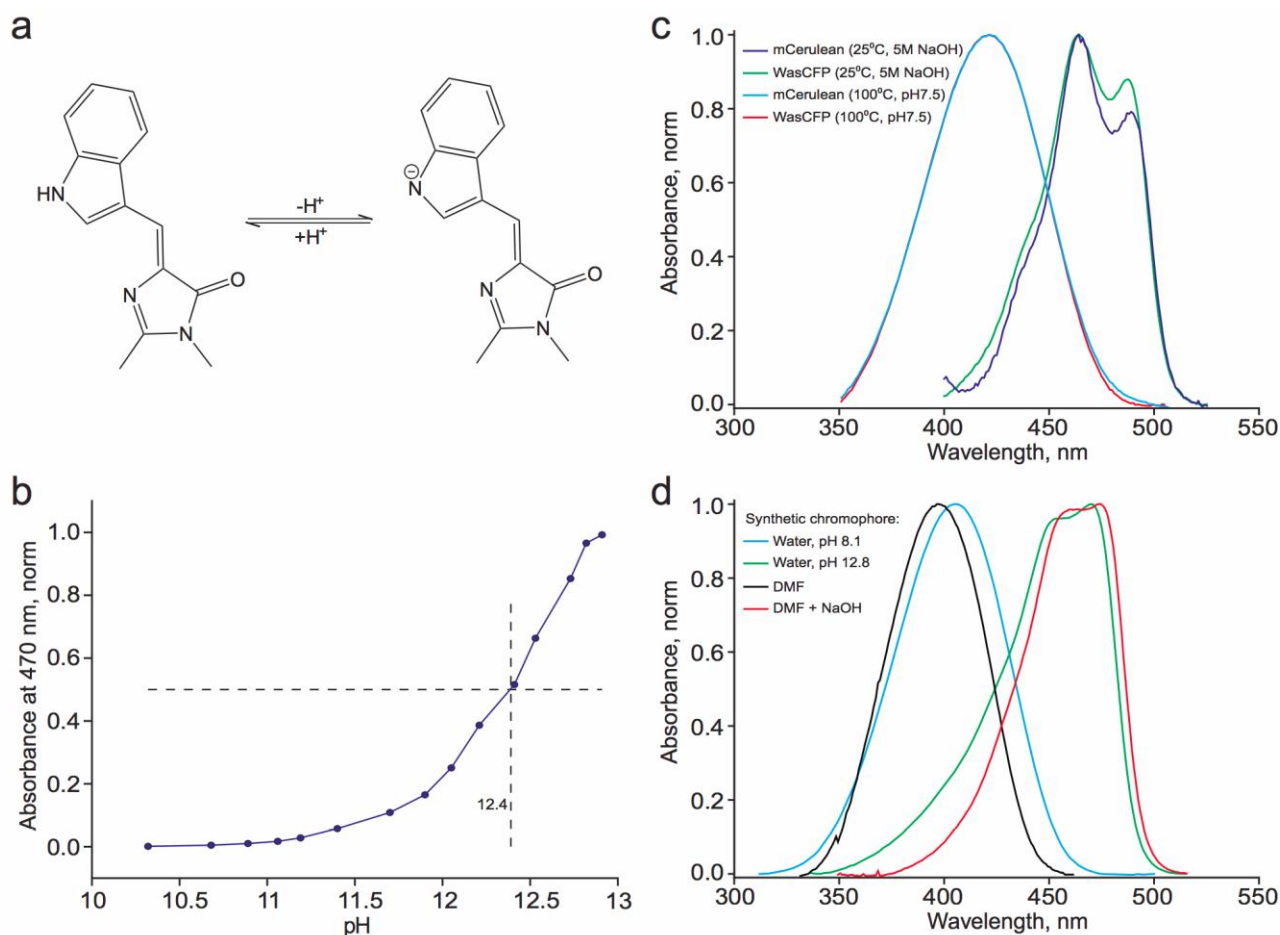 a
HN
N
O
N
-H⁺
+H⁺
N
⊖
N
O
N
b
Absorbance at 470 nm, norm
1.0
0.8
0.6
0.4
0.2
0.0
12.4
10
10.5
11
11.5
12
12.5
13
pH
c
mCerulean (25⁰C, 5M NaOH)
WasCFP (25⁰C, 5M NaOH)
mCerulean (100⁰C, pH7.5)
WasCFP (100⁰C, pH7.5)
Absorbance, norm
1.0
0.8
0.6
0.4
0.2
0.0
300
350
400
450
500
550
Wavelength, nm
d
Synthetic chromophore:
Water, pH 8.1
Water, pH 12.8
DMF
DMF + NaOH
Absorbance, norm
1.0
0.8
0.6
0.4
0.2
0.0
300
350
400
450
500
550
Wavelength, nm